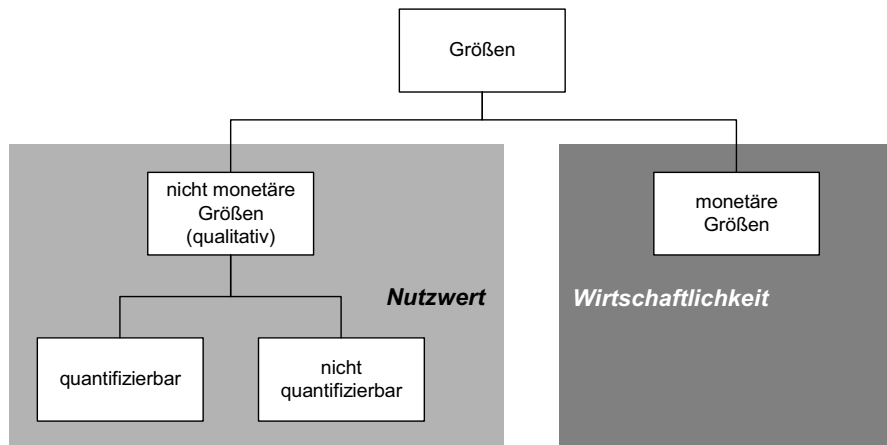 Größen
nicht monetäre
Größen
(qualitativ)
monetäre
Größen
Nutzwert
Wirtschaftlichkeit
quantifizierbar
nicht
quantifizierbar